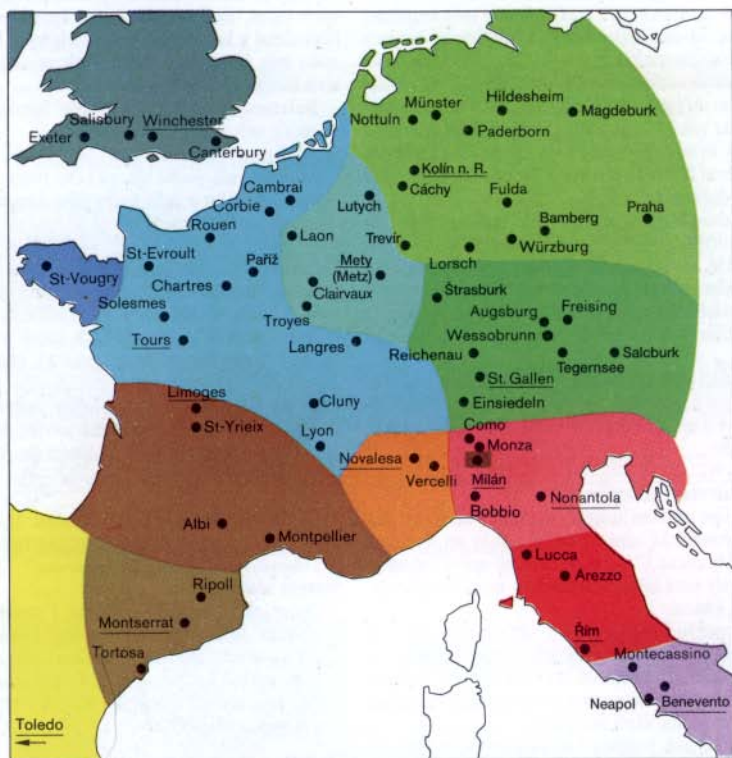 Hildesheim
Münster
Magdeburk
Nottuln
Salisbury
Winchester
Paderborn
Exeter
Canterbury
Kolín n. R.
Cambrai
Cáchy
Fulda
Lutych
Corbie
Praha
Rouen
Bamberg
Laon
Trevír
Würzburg
St-Evroult
Paříž
Mety
(Metz)
Lorsch
St-Vougry
Chartres
Clairvaux
Štrasburk
Solesmes
Freising
Troyes
Augsburg
Wessobrunn
Tours
Langres
Reichenau
Salcburk
Tegernsee
St. Gallen
Limoges
Cluny
Einsiedeln
St-Yrieix
Como
Lyon
Monza
Novalesa
Vercelli
Milán
Nonantola
Bobbio
Albi
Montpellier
Lucca
Ripoll
Arezzo
Montserrat
Řím
Tortosa
Montecassino
Toledo
Neapol
Benevento